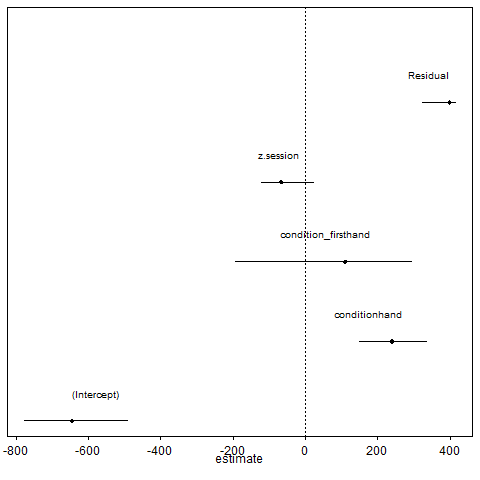 Residual
z.session
condition_firsthand
conditionhand
(Intercept)
-800 -600 -400 -200 0 200 400
estimate